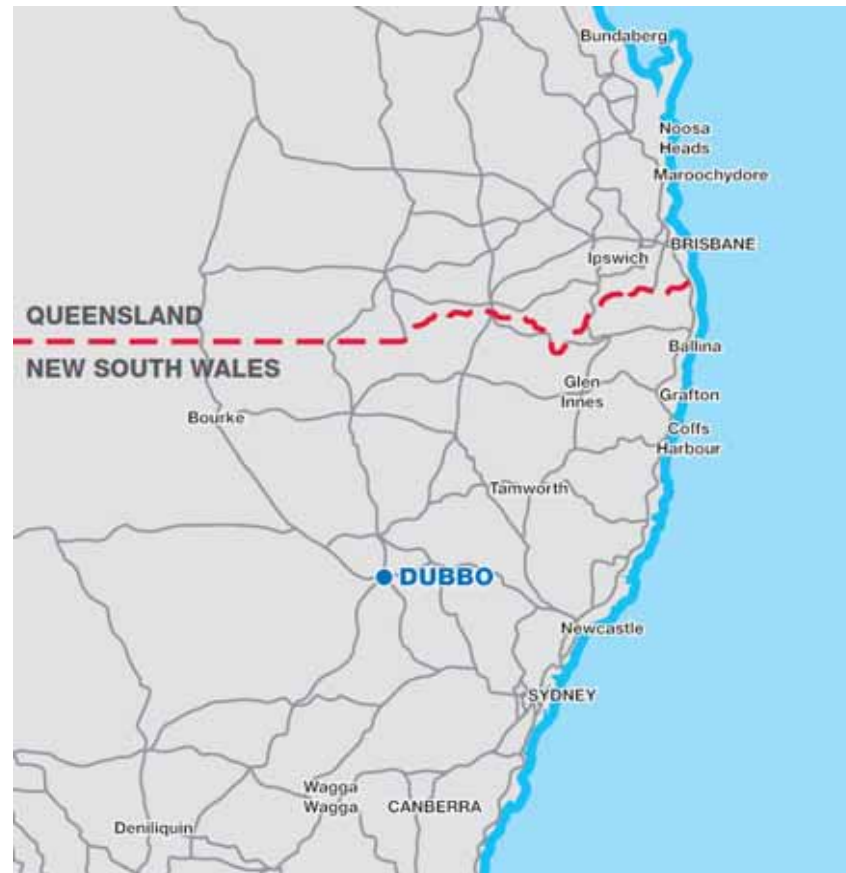 Bundaberg
Noosa
Heads
Maroochydore
BRISBANE
Ipswich
QUEENSLAND
NEW SOUTH WALES
Ballina
Glen
Innes
Grafton
Bourke
Coffs
Harbour
Tamworth
DUBBO
Newcastle
SYDNEY
Wagga
Wagga
CANBERRA
Deniliquin